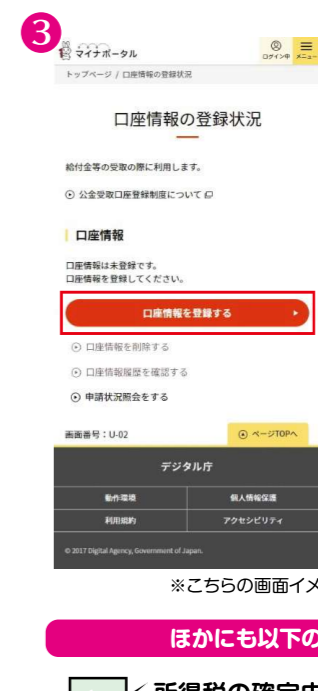 3
マイナポータル
ログイン中 メニュー
トップページ / 口座情報の登録状況
口座情報の登録状況
給付金等の受取の際に利用します。
公金受取口座登録制度について
口座情報
口座情報は未登録です。
口座情報を登録してください。
口座情報を登録する
口座情報を削除する
口座情報履歴を確認する
申請状況照会をする
画面番号：U-02
ページTOPへ
デジタル庁
動作環境 個人情報保護
利用規約 アクセシビリティ
© 2017 Digital Agency, Government of Japan.
※こちらの画面イメ
ほかにも以下の